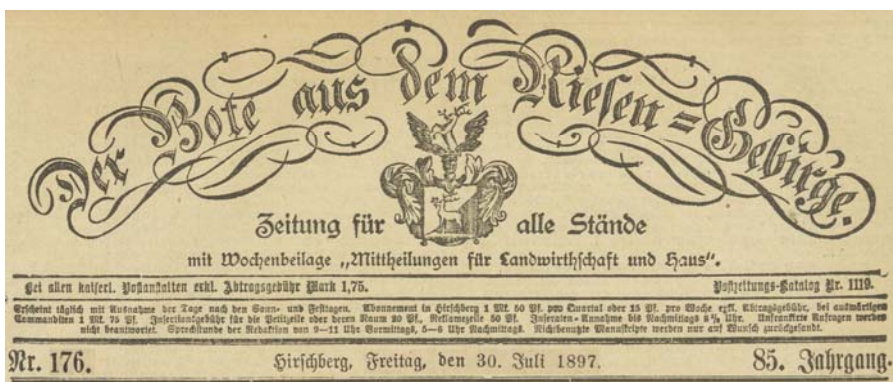 Der Bote aus dem Riesen=Gebirge.
Zeitung für alle Stände
mit Wochenbeilage „Mittheilungen für Landwirthschaft und Haus".
Bei allen kaiserl. Postanstalten exkl. Abtragsgebühr Mark 1,75. Postzeitungs-Katalog Nr. 1119.
Erscheint täglich mit Ausnahme der Tage nach den Sonn- und Festtagen. Abonnement in Hirschberg 1 Mk. 50 Pf. pro Quartal oder 15 Pf. pro Woche exkl. Abtragsgebühr, bei auswärtigen
Commanditen 1 Mk. 75 Pf. Insertionsgebühr für die Petitzeile oder deren Raum 20 Pf. Reklamezeile 50 Pf. Inseraten-Annahme bis Nachmittags Uhr. Unfrankirte Anfragen werden
nicht beantwortet. Sprechstunde der Redaktion von 9—11 Uhr Vormittags, 5—6 Uhr Nachmittags. Nichtbenutzte Manuskripte werden nur auf Wunsch zurückgesandt.
Nr. 176. Hirschberg, Freitag, den 30. Juli 1897. 85. Jahrgang.